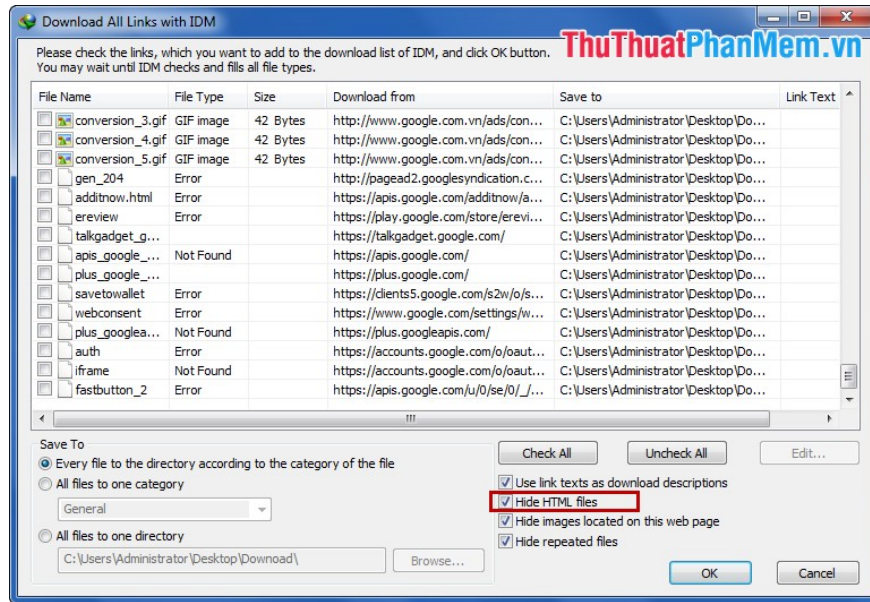 Download All Links with IDM
ThuThuatPhanMem.vn
Please check the links, which you want to add to the download list of IDM, and click OK button.
You may wait until IDM checks and fills all file types.
File Name File Type Size Download from Save to Link Text
conversion_3.gif GIF image 42 Bytes http://www.google.com.vn/ads/con... C:\Users\Administrator\Desktop\Do...
conversion_4.gif GIF image 42 Bytes http://www.google.com.vn/ads/con... C:\Users\Administrator\Desktop\Do...
conversion_5.gif GIF image 42 Bytes http://www.google.com.vn/ads/con... C:\Users\Administrator\Desktop\Do...
gen_204 Error http://pagead2.googlesyndication.c... C:\Users\Administrator\Desktop\Do...
additnow.html Error https://apis.google.com/additnow/a... C:\Users\Administrator\Desktop\Do...
ereview Error https://play.google.com/store/erevi... C:\Users\Administrator\Desktop\Do...
talkgadget_g... https://talkgadget.google.com/ C:\Users\Administrator\Desktop\Do...
apis_google_... Not Found https://apis.google.com/ C:\Users\Administrator\Desktop\Do...
plus_google_... https://plus.google.com/ C:\Users\Administrator\Desktop\Do...
savetowallet Error https://clients5.google.com/s2w/o/s... C:\Users\Administrator\Desktop\Do...
webconsent Error https://www.google.com/settings/w... C:\Users\Administrator\Desktop\Do...
plus_googlea... Not Found https://plus.googleapis.com/ C:\Users\Administrator\Desktop\Do...
auth Error https://accounts.google.com/o/oaut... C:\Users\Administrator\Desktop\Do...
iframe Not Found https://accounts.google.com/o/oaut... C:\Users\Administrator\Desktop\Do...
fastbutton_2 Error https://apis.google.com/u/0/se/0/_/... C:\Users\Administrator\Desktop\Do...
Save To
Every file to the directory according to the category of the file
All files to one category
General
All files to one directory
C:\Users\Administrator\Desktop\Downoad\ Browse...
Check All Uncheck All Edit...
Use link texts as download descriptions
Hide HTML files
Hide images located on this web page
Hide repeated files
OK Cancel